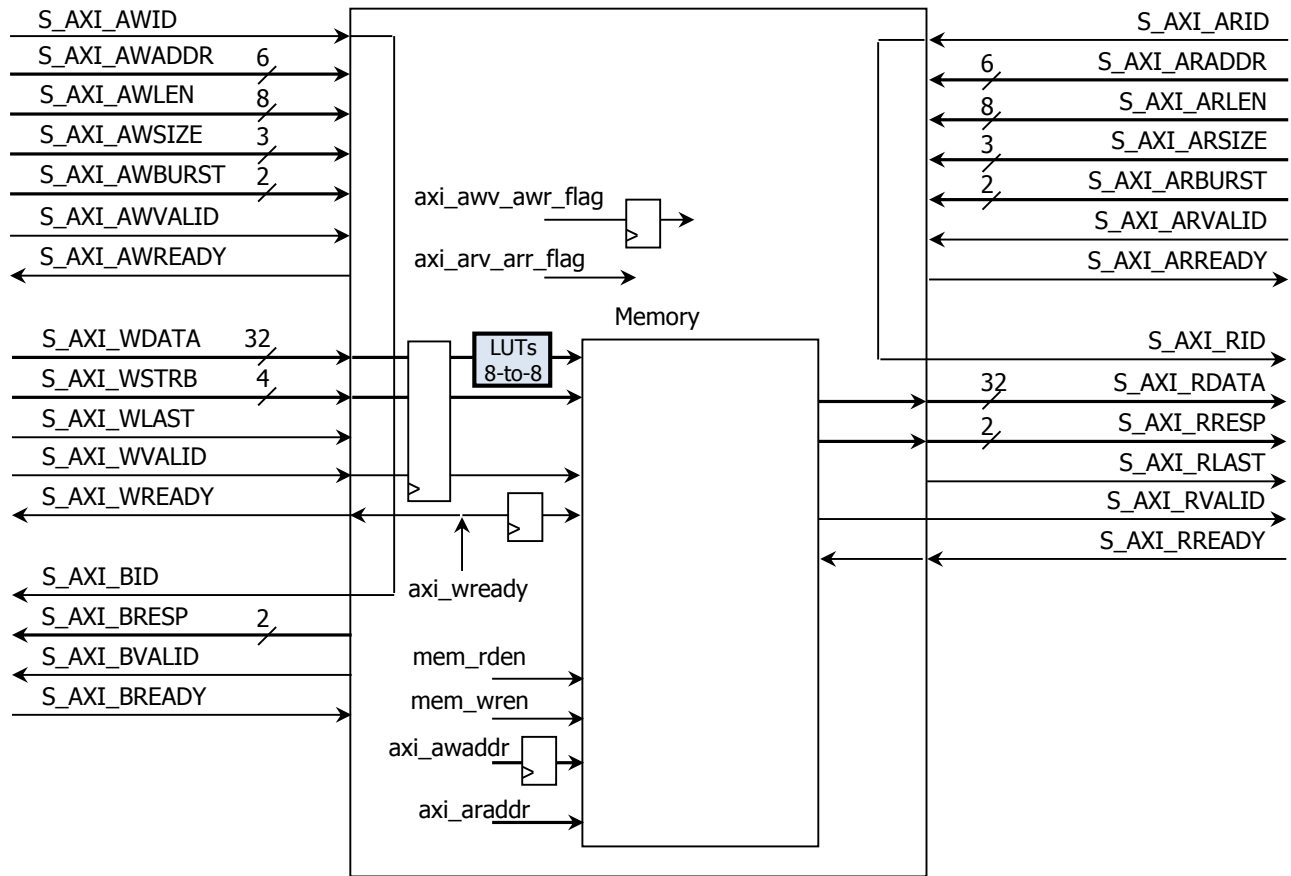 S_AXI_AWID
S_AXI_AWADDR 6
S_AXI_AWLEN 8
S_AXI_AWSIZE 3
S_AXI_AWBURST 2
S_AXI_AWVALID
S_AXI_AWREADY
S_AXI_WDATA 32
S_AXI_WSTRB 4
S_AXI_WLAST
S_AXI_WVALID
S_AXI_WREADY
S_AXI_BID
S_AXI_BRESP 2
S_AXI_BVALID
S_AXI_BREADY
axi_awv_awr_flag
axi_arv_arr_flag
Memory
LUTs
8-to-8
axi_wready
mem_rden
mem_wren
axi_awaddr
axi_araddr
S_AXI_ARID
6 S_AXI_ARADDR
8 S_AXI_ARLEN
3 S_AXI_ARSIZE
2 S_AXI_ARBURST
S_AXI_ARVALID
S_AXI_ARREADY
S_AXI_RID
32 S_AXI_RDATA
2 S_AXI_RRESP
S_AXI_RLAST
S_AXI_RVALID
S_AXI_RREADY